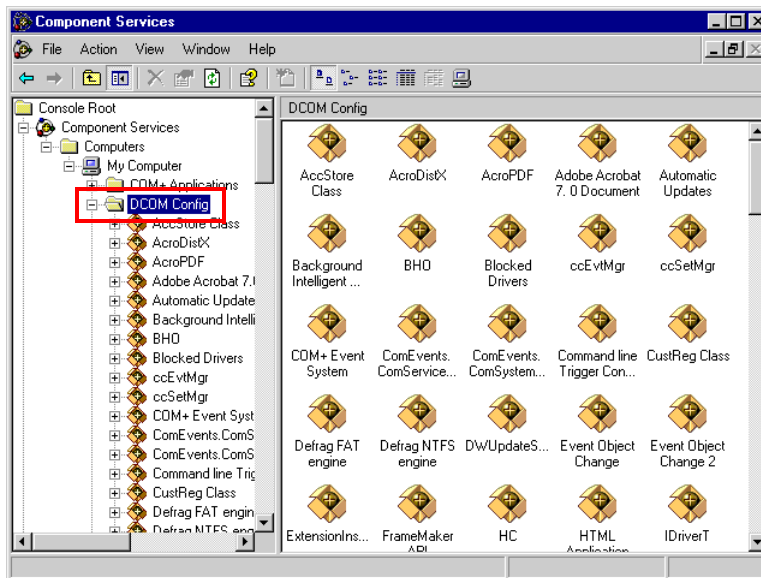 Component Services
File Action View Window Help
Console Root
Component Services
Computers
My Computer
COM+ Applications
DCOM Config
AccStore Class
AcroDistX
AcroPDF
Adobe Acrobat 7.
Automatic Update
Background Intelli
BHO
Blocked Drivers
ccEvtMgr
ccSetMgr
COM+ Event Syst
ComEvents.ComS
ComEvents.ComS
Command line Trig
CustReg Class
Defrag FAT engin
Defrag NTFS eng
DCOM Config
AccStore Class
AcroDistX
AcroPDF
Adobe Acrobat 7. 0 Document
Automatic Updates
Background Intelligent ...
BHO
Blocked Drivers
ccEvtMgr
ccSetMgr
COM+ Event System
ComEvents. ComService...
ComEvents. ComSystem...
Command line Trigger Con...
CustReg Class
Defrag FAT engine
Defrag NTFS engine
DWUpdateS...
Event Object Change
Event Object Change 2
ExtensionIns...
FrameMaker API
HC
HTML Application
IDriverT